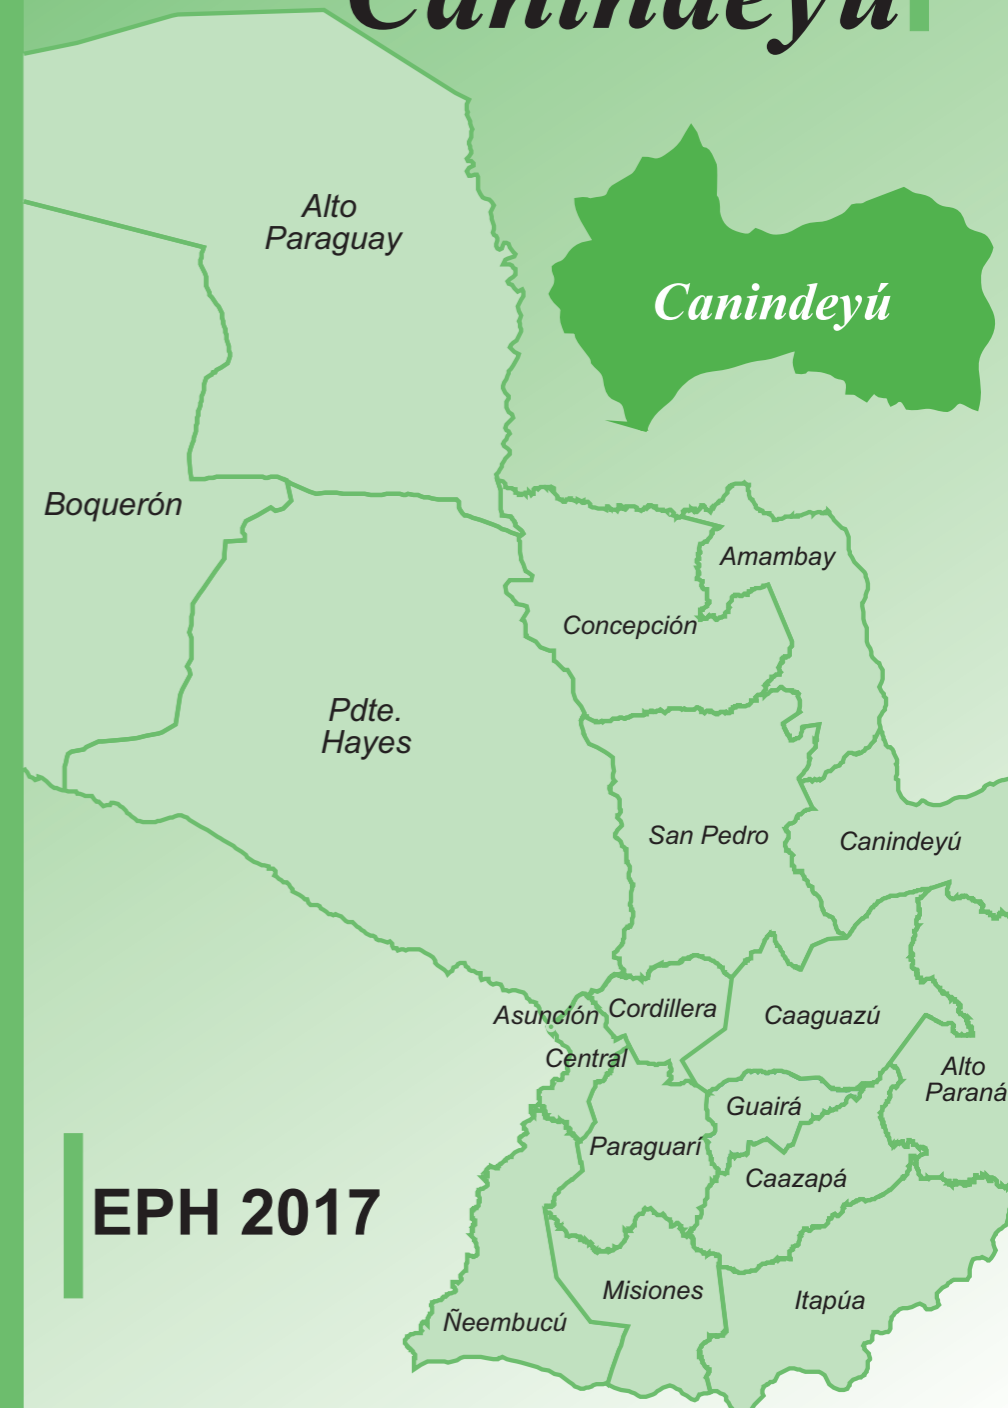 Canindeyú
Alto
Paraguay
Canindeyú
Boquerón
Amambay
Concepción
Pdte.
Hayes
San Pedro
Canindeyú
Asunción
Cordillera
Caaguazú
Central
Alto
Paraná
Guairá
Paraguarí
Caazapá
EPH 2017
Misiones
Itapúa
Ñeembucú